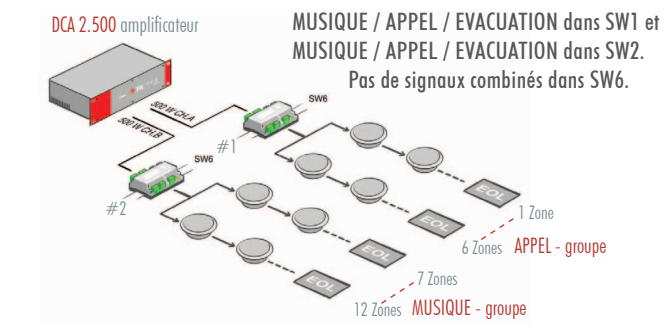 DCA 2.500 amplificateur
MUSIQUE / APPEL / EVACUATION dans SW1 et
MUSIQUE / APPEL / EVACUATION dans SW2.
Pas de signaux combinés dans SW6.
500 W CH.A
SW6
500 W CH.B
#1
SW6
#2
EOL
1 Zone
EOL
6 Zones APPEL - groupe
EOL
7 Zones
EOL
12 Zones MUSIQUE - groupe